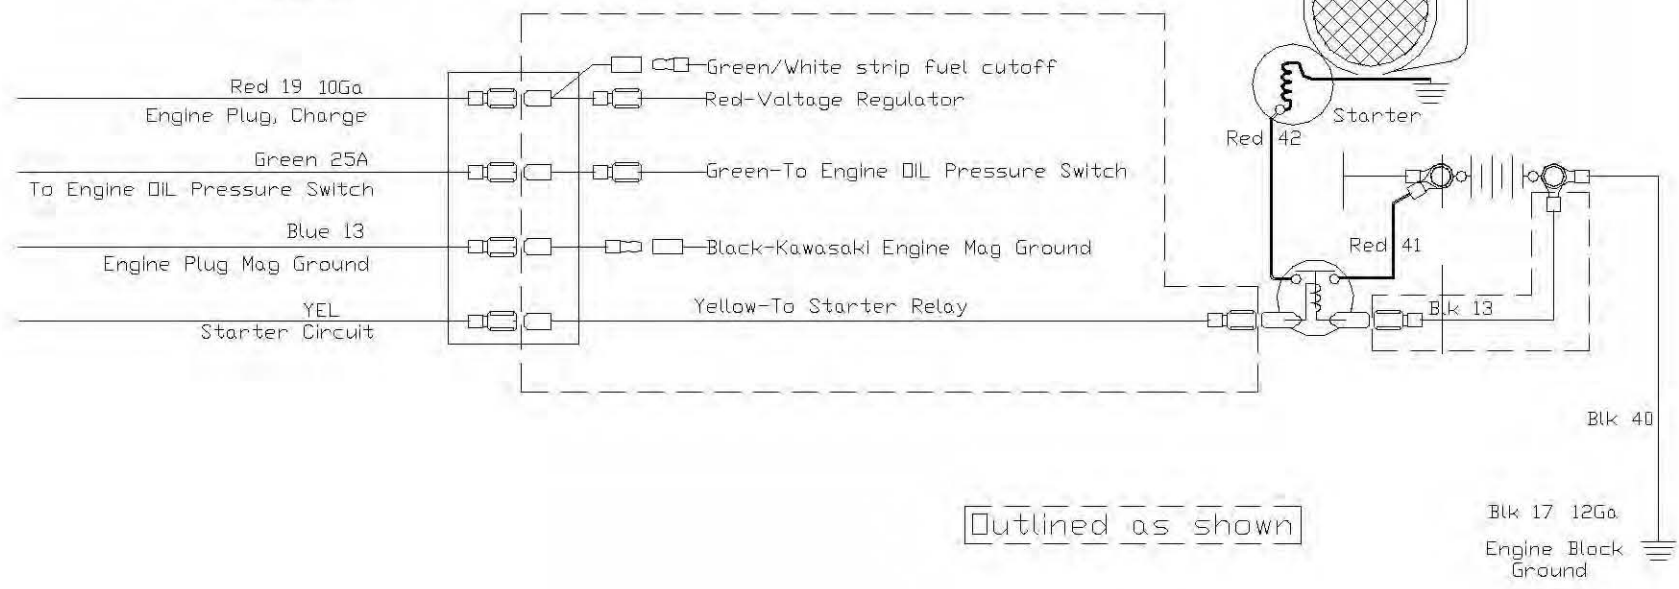 Green/White strip fuel cutoff
Red 19 10Ga
Red-Voltage Regulator
Engine Plug, Charge
Starter
Red 42
Green 25A
To Engine OIL Pressure Switch
Green-To Engine OIL Pressure Switch
Blue 13
Engine Plug Mag Ground
Black-Kawasaki Engine Mag Ground
Red 41
YEL
Starter Circuit
Yellow-To Starter Relay
Blk 13
Blk 40
Outlined as shown
Blk 17 12Ga
Engine Block
Ground